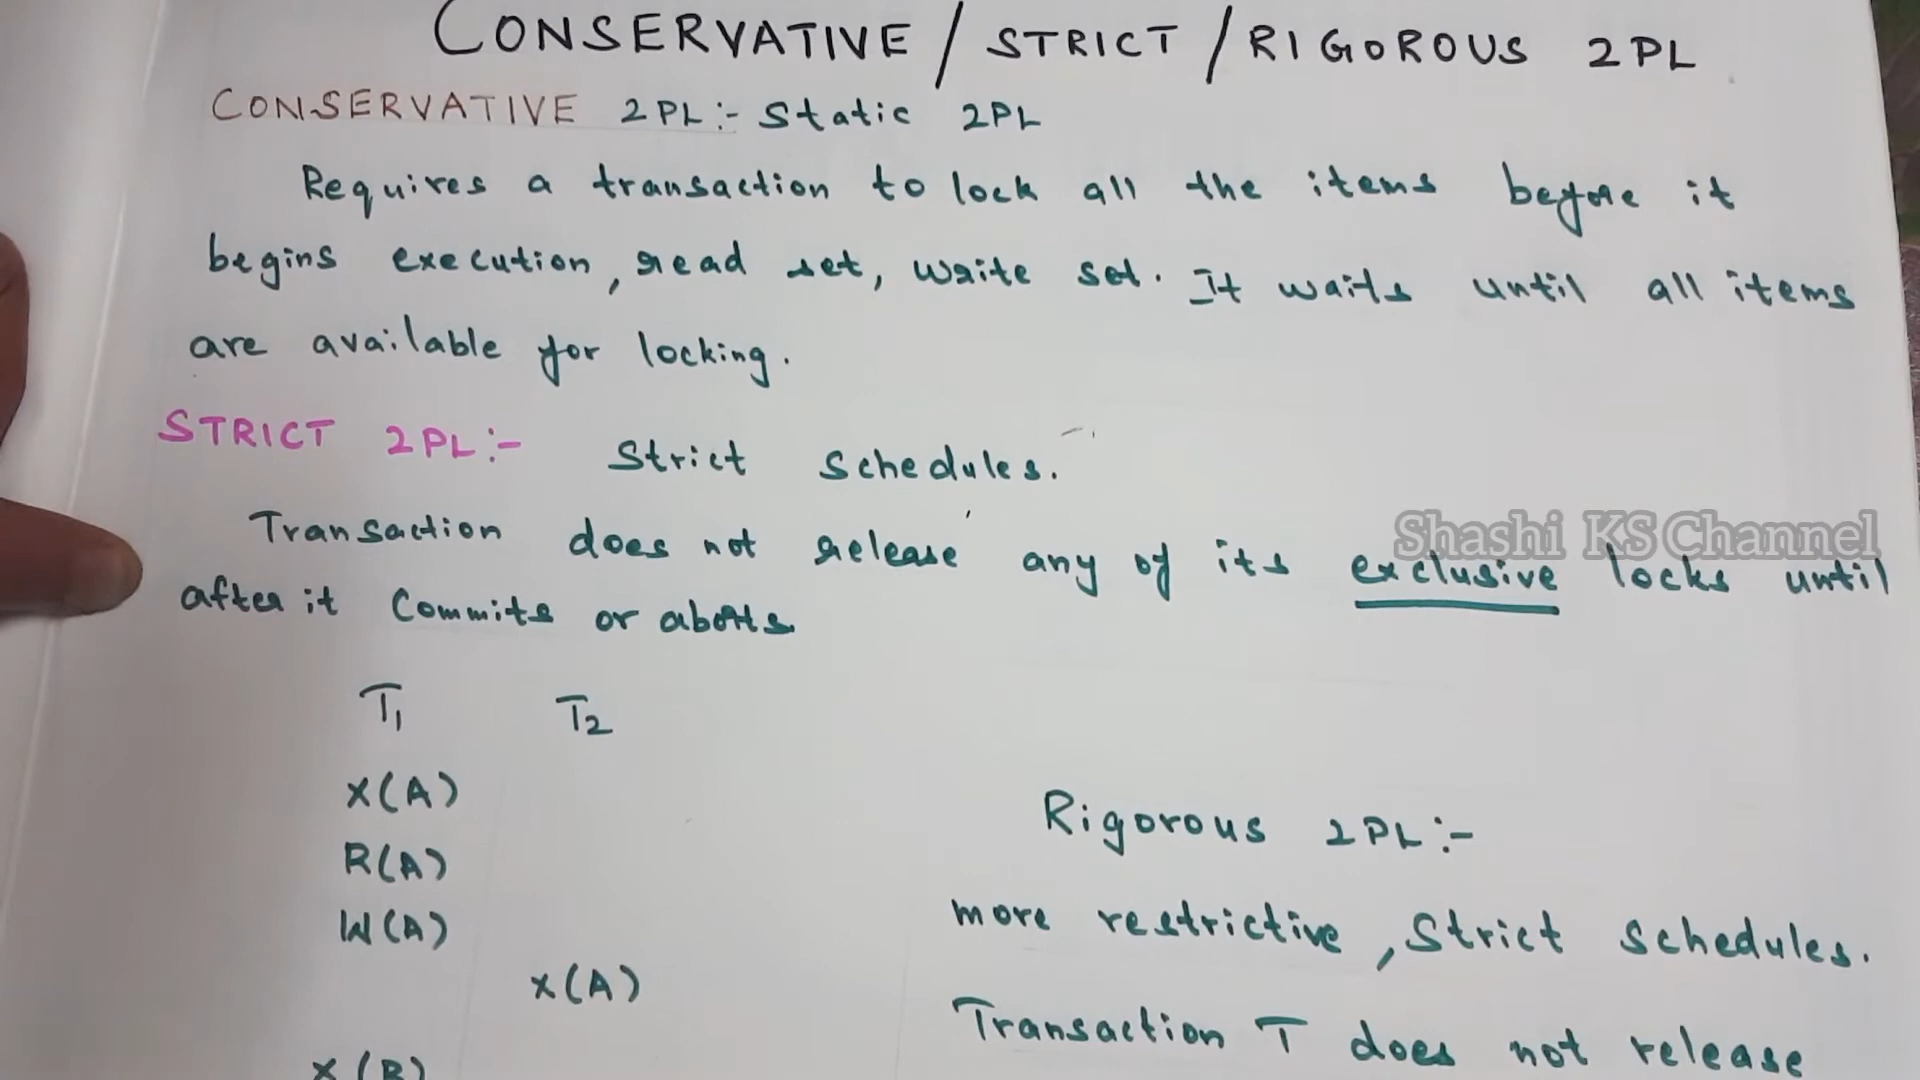 CONSERVATIVE / STRICT / RIGOROUS 2PL
CONSERVATIVE 2PL:- Static 2PL
Requires a transaction to lock all the items before it
begins execution, read set, write set. It waits until all items
are available for locking.
STRICT 2PL:- Strict Schedules.
Shashi KS Channel
Transaction does not release any of its exclusive locks until
after it Commits or aborts.
T1 T2
X(A)
R(A)
W(A)
X(A)
X(B)
Rigorous 2PL:-
more restrictive, Strict Schedules.
Transaction T does not release